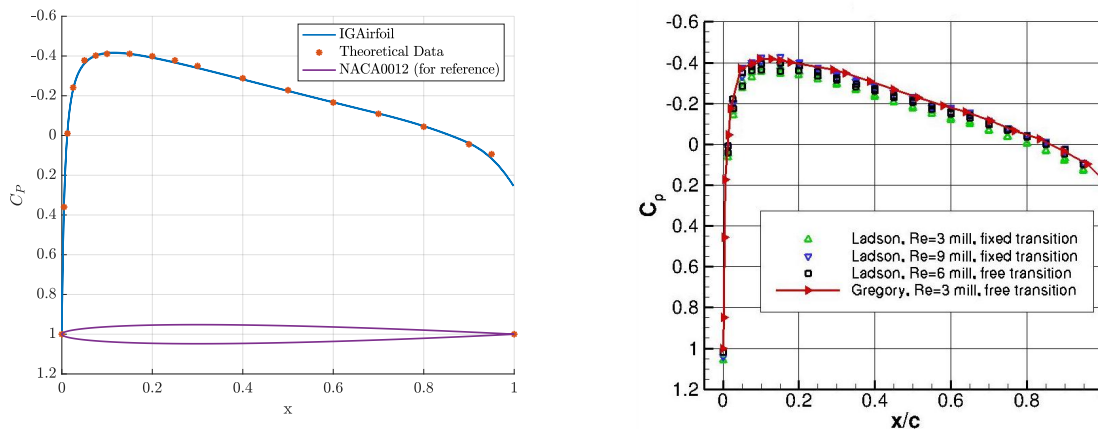 -0.6
-0.4
-0.2
0
0.2
0.4
0.6
0.8
1
1.2
C_P
0
0.2
0.4
0.6
0.8
1
x
IGAirfoil
Theoretical Data
NACA0012 (for reference)
-0.6
-0.4
-0.2
0
0.2
0.4
0.6
0.8
1
1.2
C_p
0
0.2
0.4
0.6
0.8
x/c
Ladson, Re=3 mill, fixed transition
Ladson, Re=9 mill, fixed transition
Ladson, Re=6 mill, free transition
Gregory, Re=3 mill, free transition